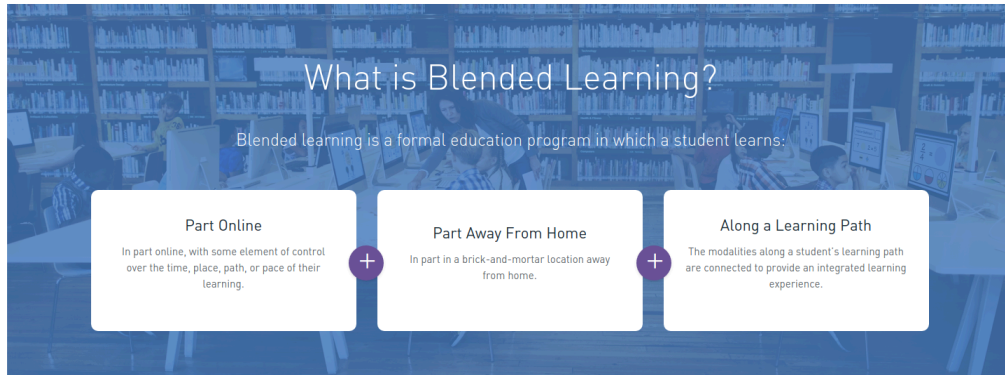 What is Blended Learning?
Blended learning is a formal education program in which a student learns:
Part Online
In part online, with some element of control
over the time, place, path, or pace of their
learning.
+
Part Away From Home
In part in a brick-and-mortar location away
from home.
+
Along a Learning Path
The modalities along a student's learning path
are connected to provide an integrated learning
experience.